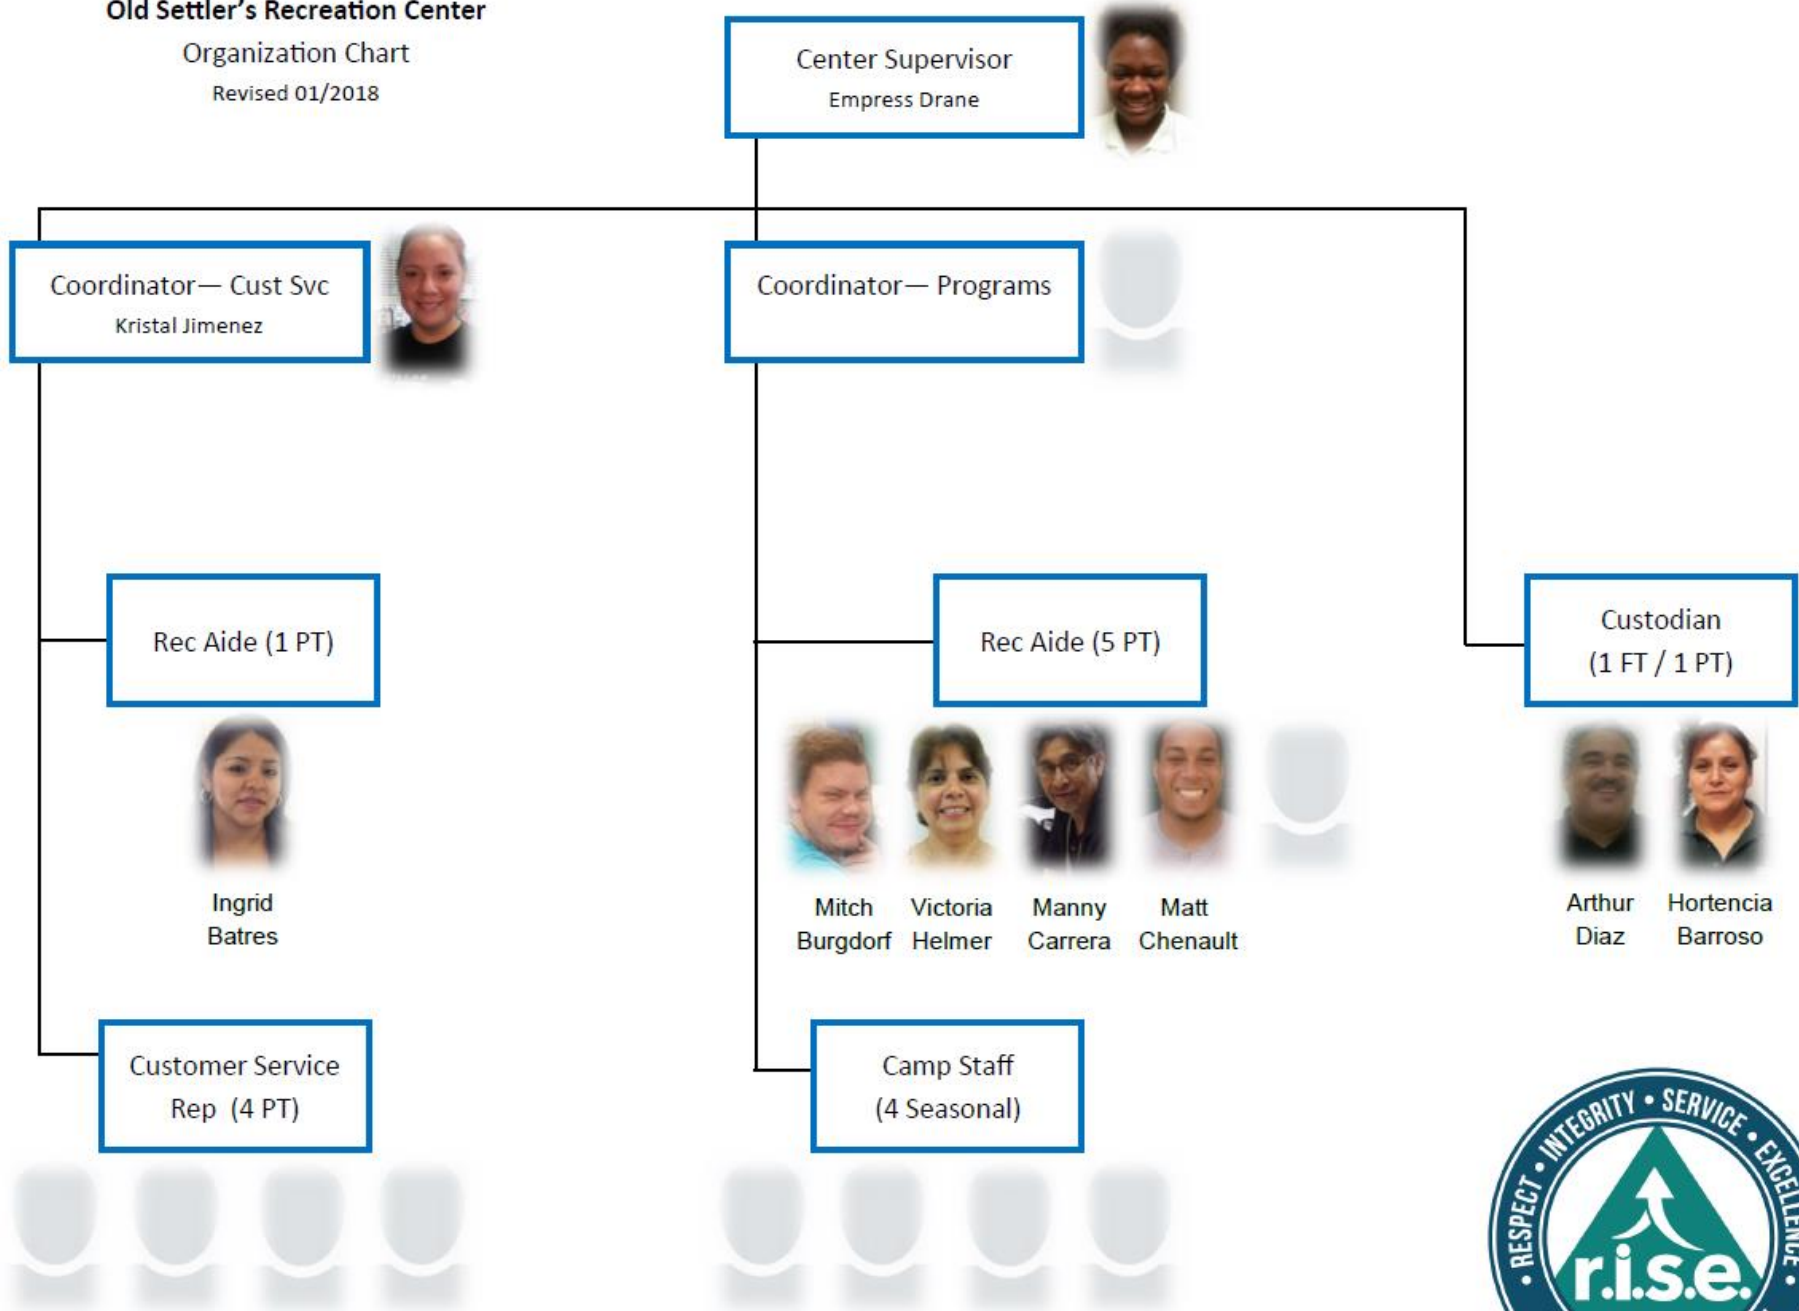 Old Settler's Recreation Center
Organization Chart
Revised 01/2018
Center Supervisor
Empress Drane
Coordinator— Cust Svc
Kristal Jimenez
Coordinator— Programs
Rec Aide (1 PT)
Rec Aide (5 PT)
Custodian
(1 FT / 1 PT)
Ingrid
Batres
Mitch
Burgdorf
Victoria
Helmer
Manny
Carrera
Matt
Chenault
Arthur
Diaz
Hortencia
Barroso
Customer Service
Rep (4 PT)
Camp Staff
(4 Seasonal)
• RESPECT • INTEGRITY • SERVICE • EXCELLENCE •
r.i.s.e.